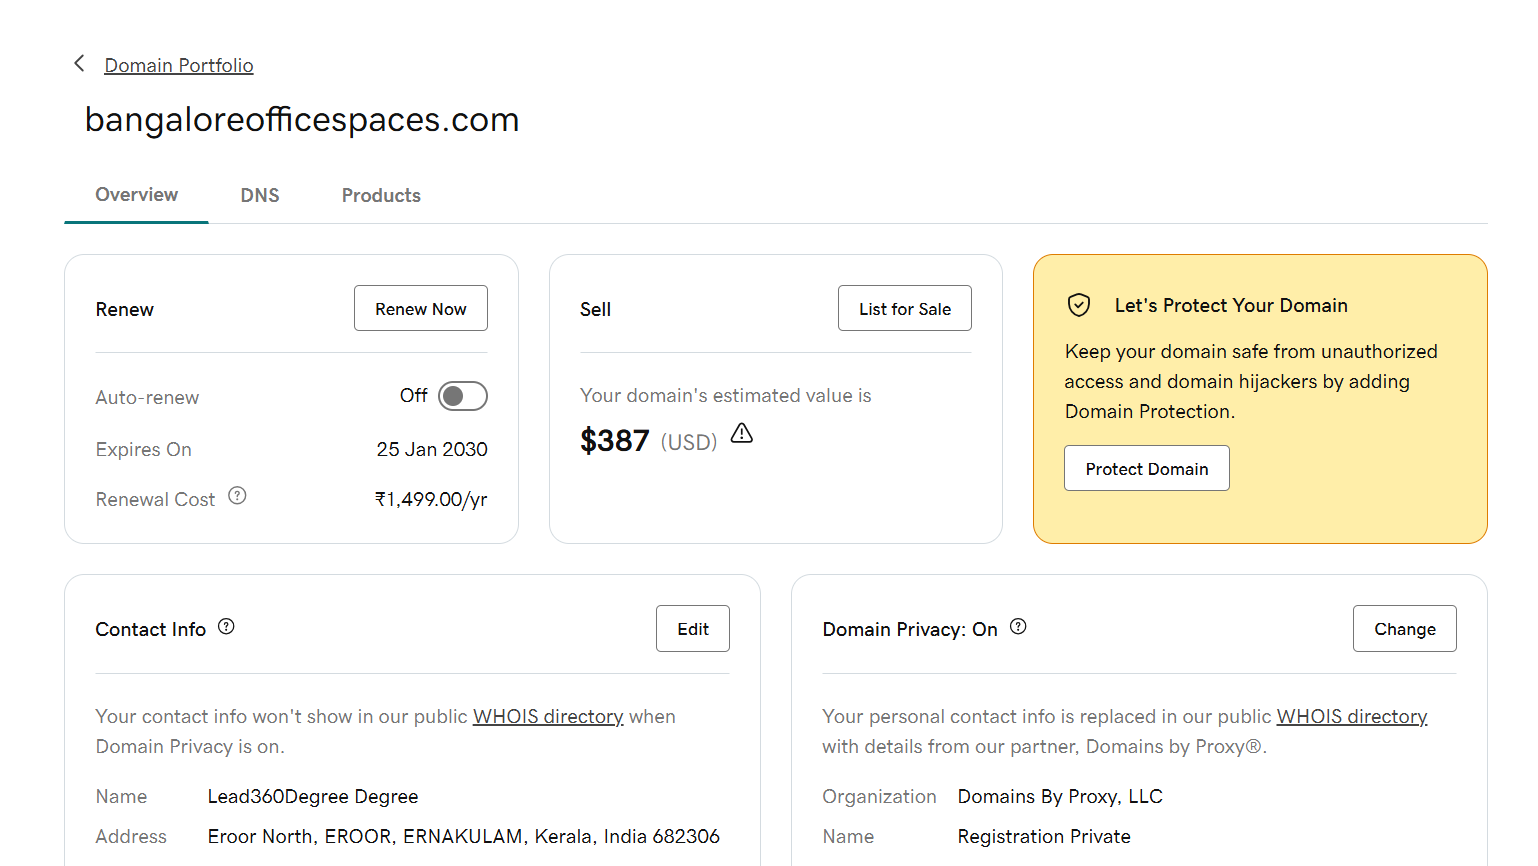 Domain Portfolio
bangaloreofficespaces.com
Overview DNS Products
Renew Renew Now
Auto-renew Off
Expires On 25 Jan 2030
Renewal Cost ₹1,499.00/yr
Sell List for Sale
Your domain's estimated value is
$387 (USD)
Let's Protect Your Domain
Keep your domain safe from unauthorized
access and domain hijackers by adding
Domain Protection.
Protect Domain
Contact Info Edit
Your contact info won't show in our public WHOIS directory when
Domain Privacy is on.
Name Lead360Degree Degree
Address Eroor North, EROOR, ERNAKULAM, Kerala, India 682306
Domain Privacy: On Change
Your personal contact info is replaced in our public WHOIS directory
with details from our partner, Domains by Proxy®.
Organization Domains By Proxy, LLC
Name Registration Private